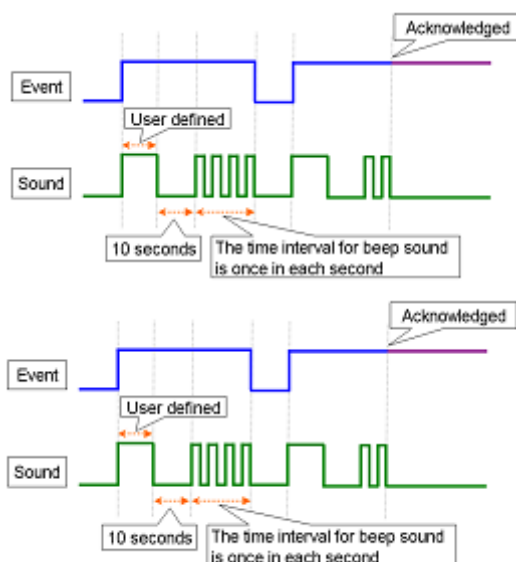 Acknowledged
Event
User defined
Sound
10 seconds
The time interval for beep sound
is once in each second
Acknowledged
Event
User defined
Sound
10 seconds
The time interval for beep sound
is once in each second